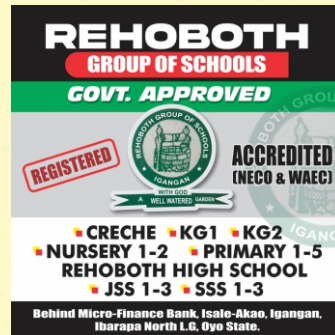 REHOBOTH
GROUP OF SCHOOLS
GOVT. APPROVED
REGISTERED
REHOBOTH GROUP OF SCHOOLS
IGANGAN
WITH GOD
A WELL WATERED GARDEN
ACCREDITED
(NECO & WAEC)
CRECHE KG1 KG2
NURSERY 1-2 PRIMARY 1-5
REHOBOTH HIGH SCHOOL
JSS 1-3 SSS 1-3
Behind Micro-Finance Bank, Isale-Akao, Igangan,
Ibarapa North L.G, Oyo State.